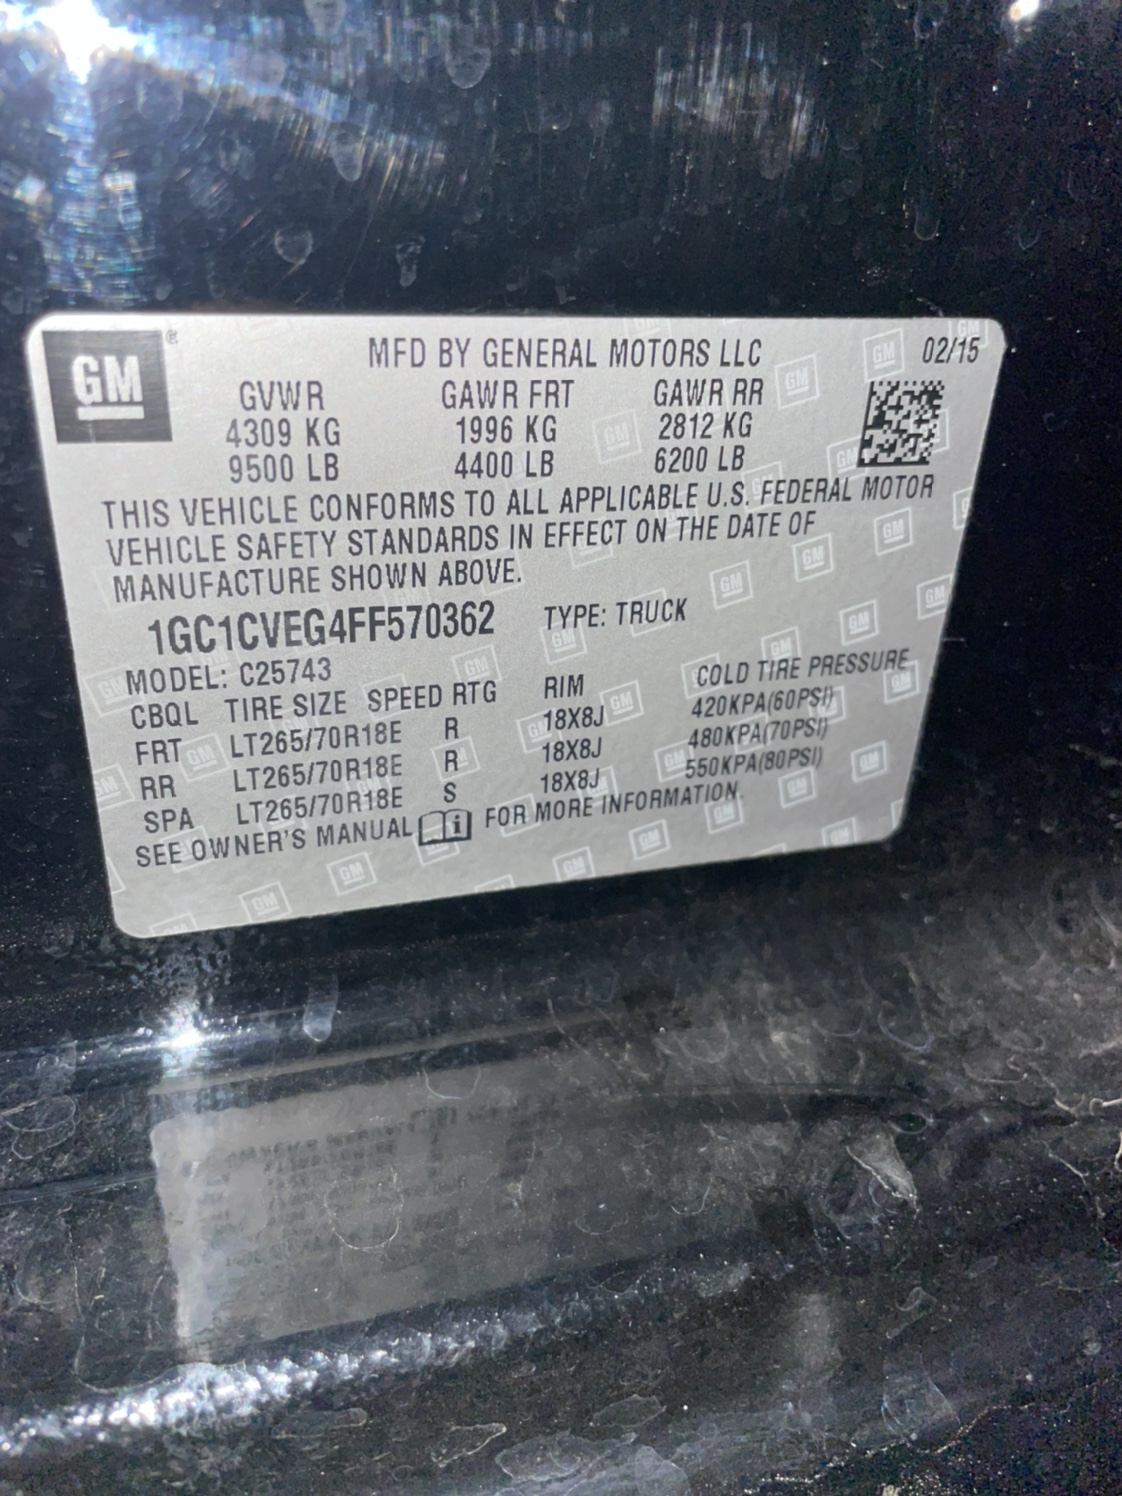 GM
MFD BY GENERAL MOTORS LLC 02/15
GVWR GAWR FRT GAWR RR
4309 KG 1996 KG 2812 KG
9500 LB 4400 LB 6200 LB
THIS VEHICLE CONFORMS TO ALL APPLICABLE U.S. FEDERAL MOTOR
VEHICLE SAFETY STANDARDS IN EFFECT ON THE DATE OF
MANUFACTURE SHOWN ABOVE.
1GC1CVEG4FF570362 TYPE: TRUCK
MODEL: C25743
CBQL TIRE SIZE SPEED RTG RIM COLD TIRE PRESSURE
FRT LT265/70R18E R 18X8J 420KPA(60PSI)
RR LT265/70R18E R 18X8J 480KPA(70PSI)
SPA LT265/70R18E S 18X8J 550KPA(80PSI)
SEE OWNER'S MANUAL FOR MORE INFORMATION.